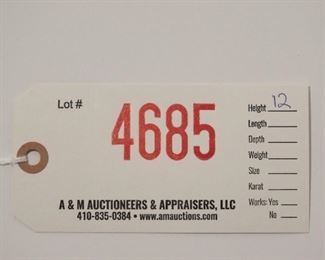 Lot #
4685
Height 12
Length
Depth
Weight
Size
Karat
Works: Yes
No
A & M AUCTIONEERS & APPRAISERS, LLC
410-835-0384 • www.amauctions.com